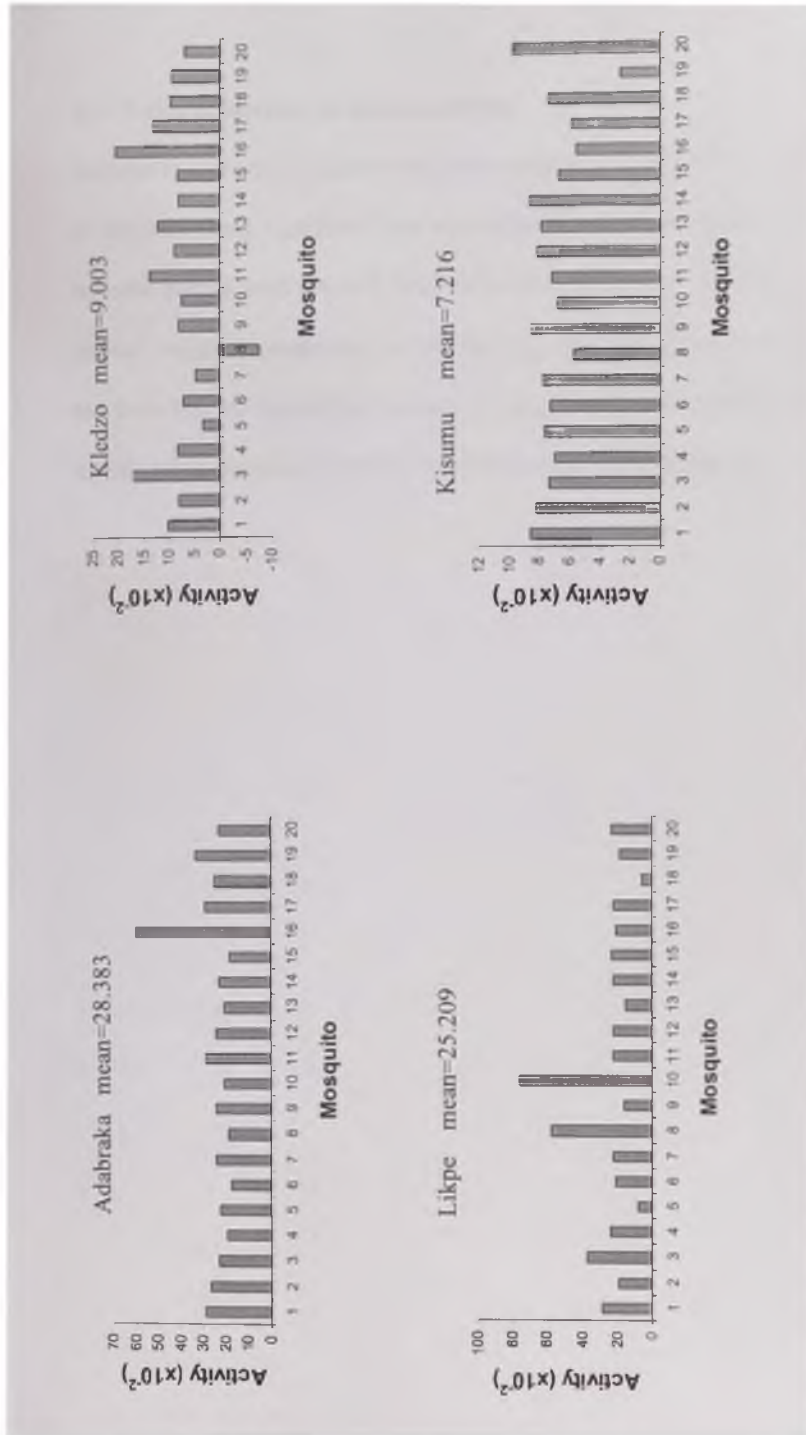 Adabraka mean=28.383
Activity (x10⁻²)
70
60
50
40
30
20
10
0
1 2 3 4 5 6 7 8 9 10 11 12 13 14 15 16 17 18 19 20
Mosquito
Kledzo mean=9.003
Activity (x10⁻²)
25
20
15
10
5
0
-5
-10
1 2 3 4 5 6 7 9 10 11 12 13 14 15 16 17 18 19 20
Mosquito
Likpe mean=25.209
Activity (x10⁻²)
100
80
60
40
20
0
1 2 3 4 5 6 7 8 9 10 11 12 13 14 15 16 17 18 19 20
Mosquito
Kisumu mean=7.216
Activity (x10⁻²)
12
10
8
6
4
2
0
1 2 3 4 5 6 7 8 9 10 11 12 13 14 15 16 17 18 19 20
Mosquito